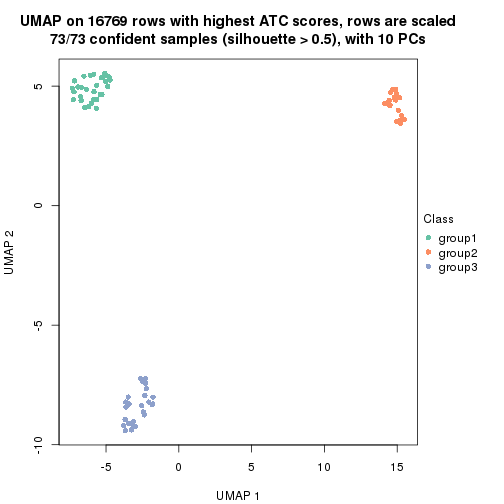 UMAP on 16769 rows with highest ATC scores, rows are scaled
73/73 confident samples (silhouette > 0.5), with 10 PCs
5
0
-5
-10
UMAP 2
-5
0
5
10
15
UMAP 1
Class
group1
group2
group3